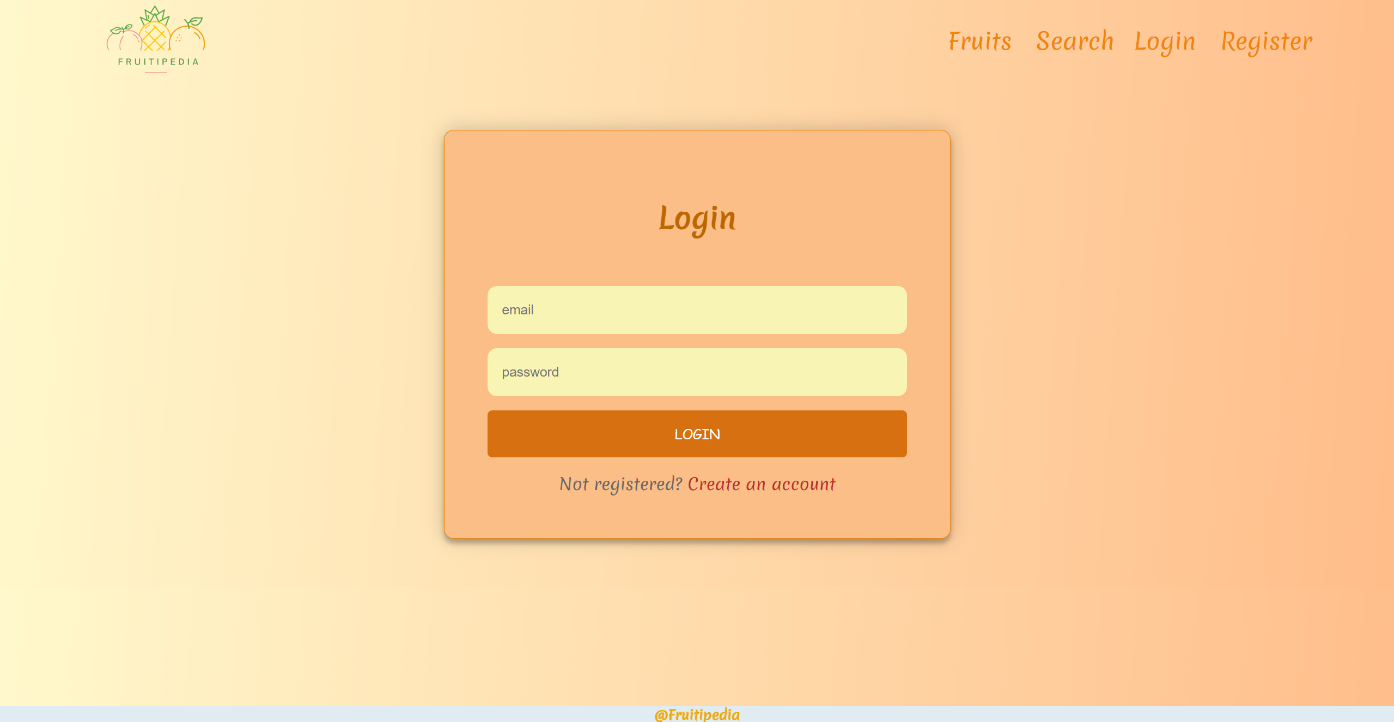 FRUITIPEDIA
Fruits Search Login Register
Login
email
password
LOGIN
Not registered? Create an account
@Fruitipedia